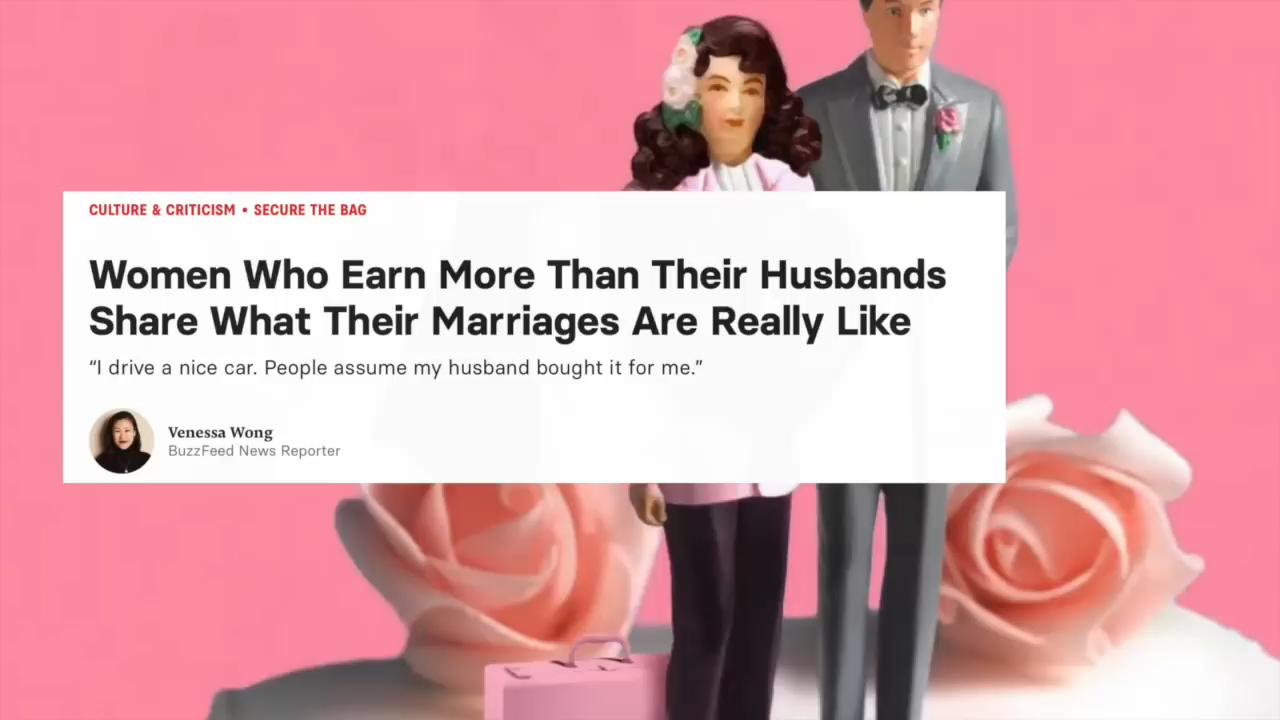 CULTURE & CRITICISM • SECURE THE BAG
Women Who Earn More Than Their Husbands
Share What Their Marriages Are Really Like
“I drive a nice car. People assume my husband bought it for me.”
Venessa Wong
BuzzFeed News Reporter